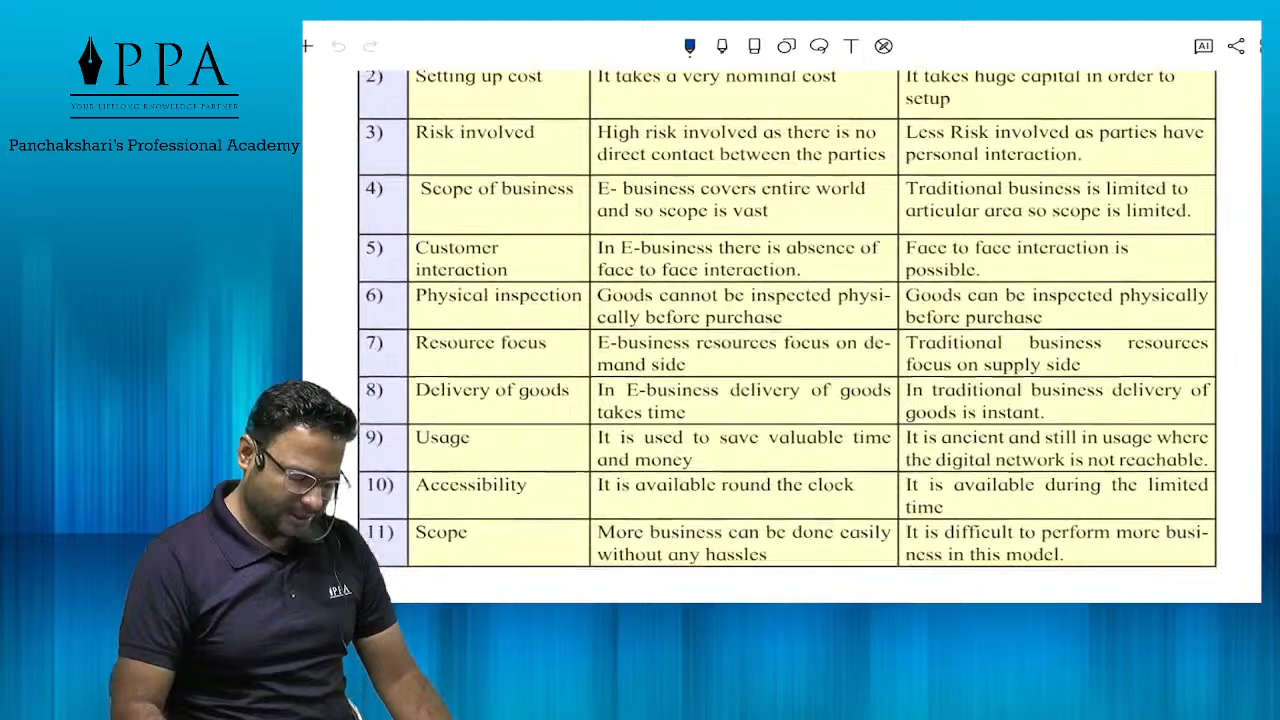 PPA
YOUR LIFELONG KNOWLEDGE PARTNER
Panchakshari's Professional Academy
T
AI
2) Setting up cost It takes a very nominal cost It takes huge capital in order to
setup
3) Risk involved High risk involved as there is no Less Risk involved as parties have
direct contact between the parties personal interaction.
4) Scope of business E- business covers entire world Traditional business is limited to
and so scope is vast articular area so scope is limited.
5) Customer In E-business there is absence of Face to face interaction is
interaction face to face interaction. possible.
6) Physical inspection Goods cannot be inspected physi- Goods can be inspected physically
cally before purchase before purchase
7) Resource focus E-business resources focus on de- Traditional business resources
mand side focus on supply side
8) Delivery of goods In E-business delivery of goods In traditional business delivery of
takes time goods is instant.
9) Usage It is used to save valuable time It is ancient and still in usage where
and money the digital network is not reachable.
10) Accessibility It is available round the clock It is available during the limited
time
11) Scope More business can be done easily It is difficult to perform more busi-
without any hassles ness in this model.
PPA